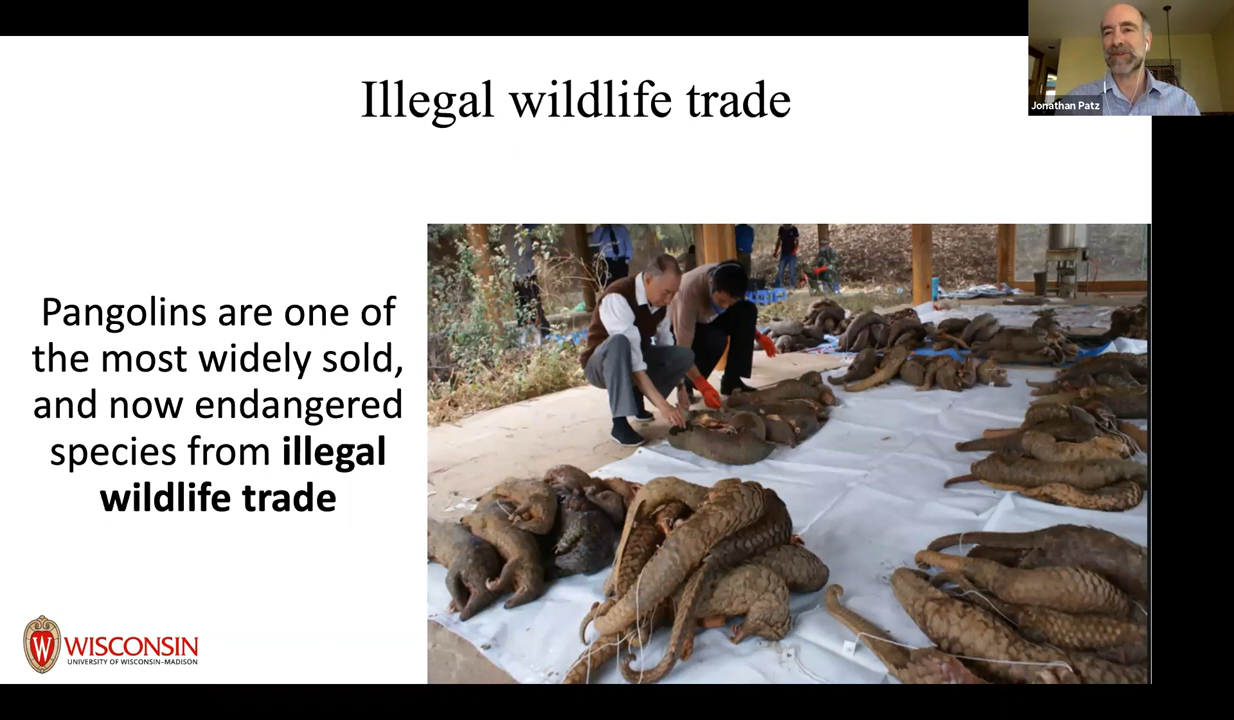 Illegal wildlife trade
Jonathan Patz
Pangolins are one of
the most widely sold,
and now endangered
species from illegal
wildlife trade
W
WISCONSIN
UNIVERSITY OF WISCONSIN–MADISON